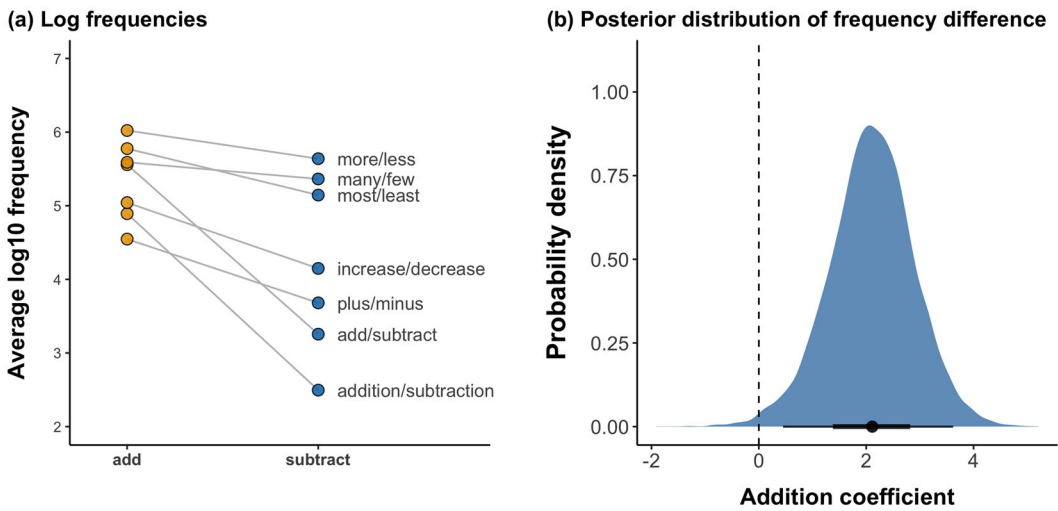 (a) Log frequencies
Average log10 frequency
7
6
5
4
3
2
more/less
many/few
most/least
increase/decrease
plus/minus
add/subtract
addition/subtraction
add
subtract
(b) Posterior distribution of frequency difference
Probability density
1.00
0.75
0.50
0.25
0.00
-2
0
2
4
Addition coefficient